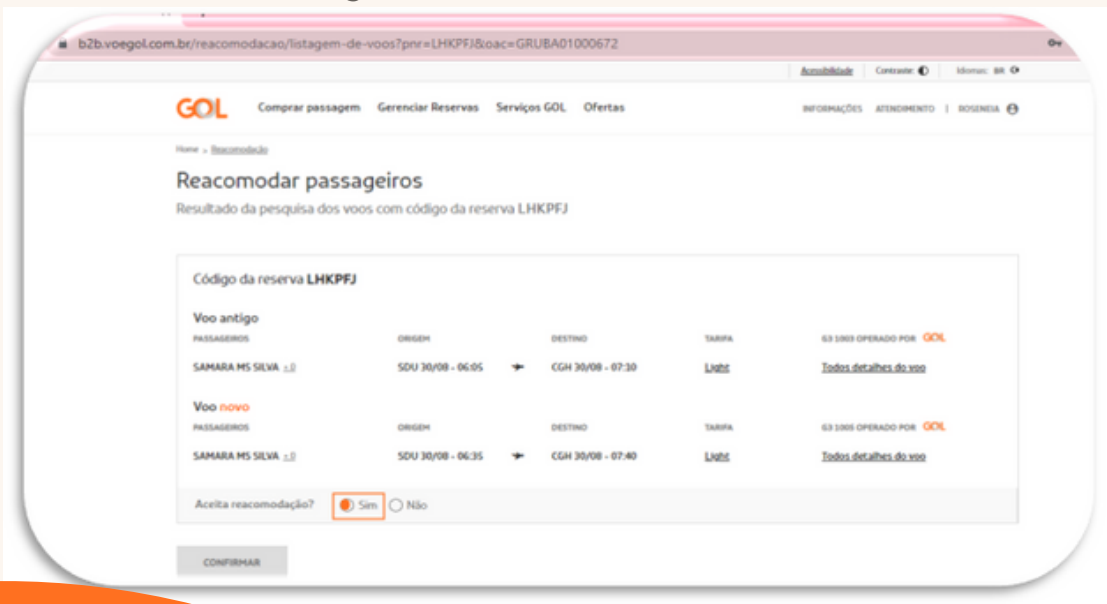 b2b.voegol.com.br/reacomodacao/listagem-de-voos?pnr=LHKPFJ&oac=GRUBA01000672
Acessibilidade Contraste: Idiomas: BR
GOL Comprar passagem Gerenciar Reservas Serviços GOL Ofertas INFORMAÇÕES ATENDIMENTO | ROSINEIA
Home Reacomodação
Reacomodar passageiros
Resultado da pesquisa dos voos com código da reserva LHKPFJ
Código da reserva LHKPFJ
Voo antigo
PASSAGEIROS ORIGEM DESTINO TARIFA G3 1003 OPERADO POR GOL
SAMARA MS SILVA +0 SDU 30/08 - 06:05 CGH 30/08 - 07:10 Light Todos detalhes do voo
Voo novo
PASSAGEIROS ORIGEM DESTINO TARIFA G3 1005 OPERADO POR GOL
SAMARA MS SILVA +0 SDU 30/08 - 06:35 CGH 30/08 - 07:40 Light Todos detalhes do voo
Aceita reacomodação? Sim Não
CONFIRMAR